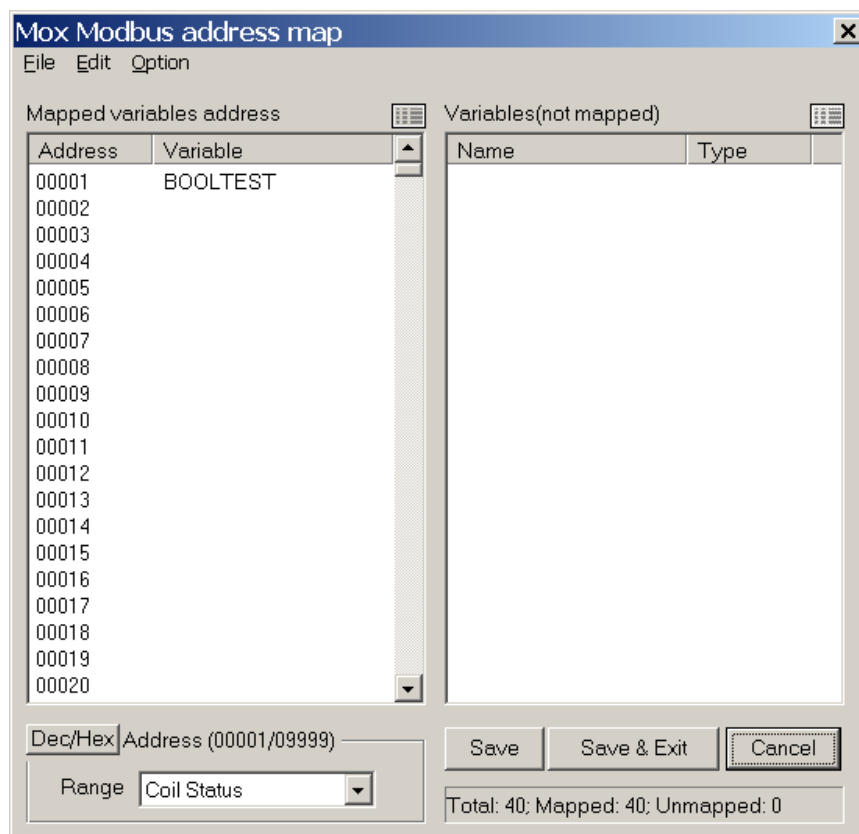 Mox Modbus address map
File Edit Option
Mapped variables address
Variables(not mapped)
Address Variable
Name Type
00001 BOOLTEST
00002
00003
00004
00005
00006
00007
00008
00009
00010
00011
00012
00013
00014
00015
00016
00017
00018
00019
00020
Dec/Hex Address (00001/09999)
Save Save & Exit Cancel
Range Coil Status
Total: 40; Mapped: 40; Unmapped: 0